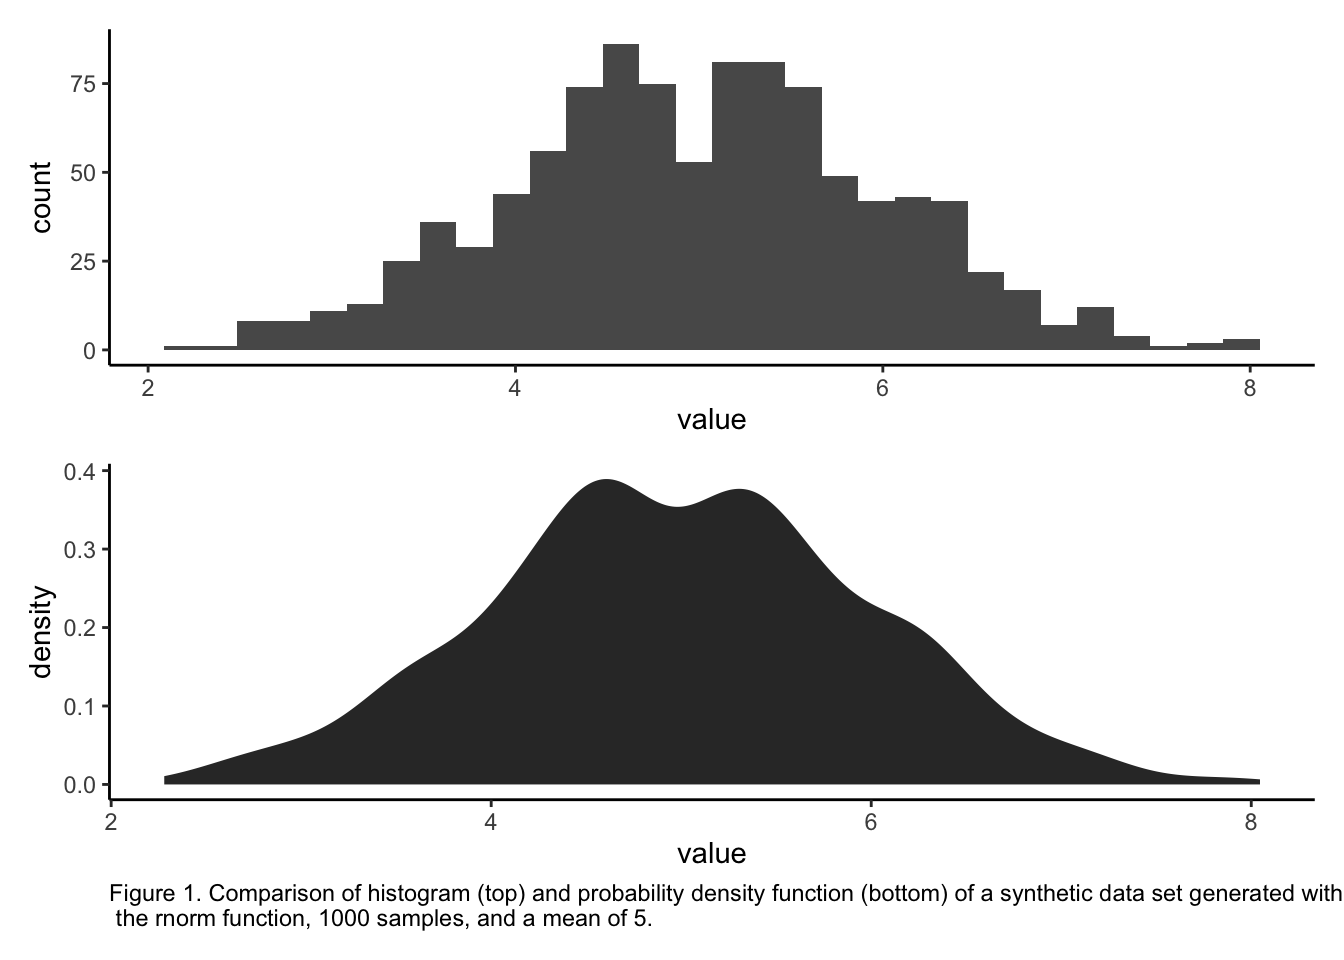 75
50
25
0
count
2 4 6 8
value
0.4
0.3
0.2
0.1
0.0
density
2 4 6 8
value
Figure 1. Comparison of histogram (top) and probability density function (bottom) of a synthetic data set generated with
the rnorm function, 1000 samples, and a mean of 5.